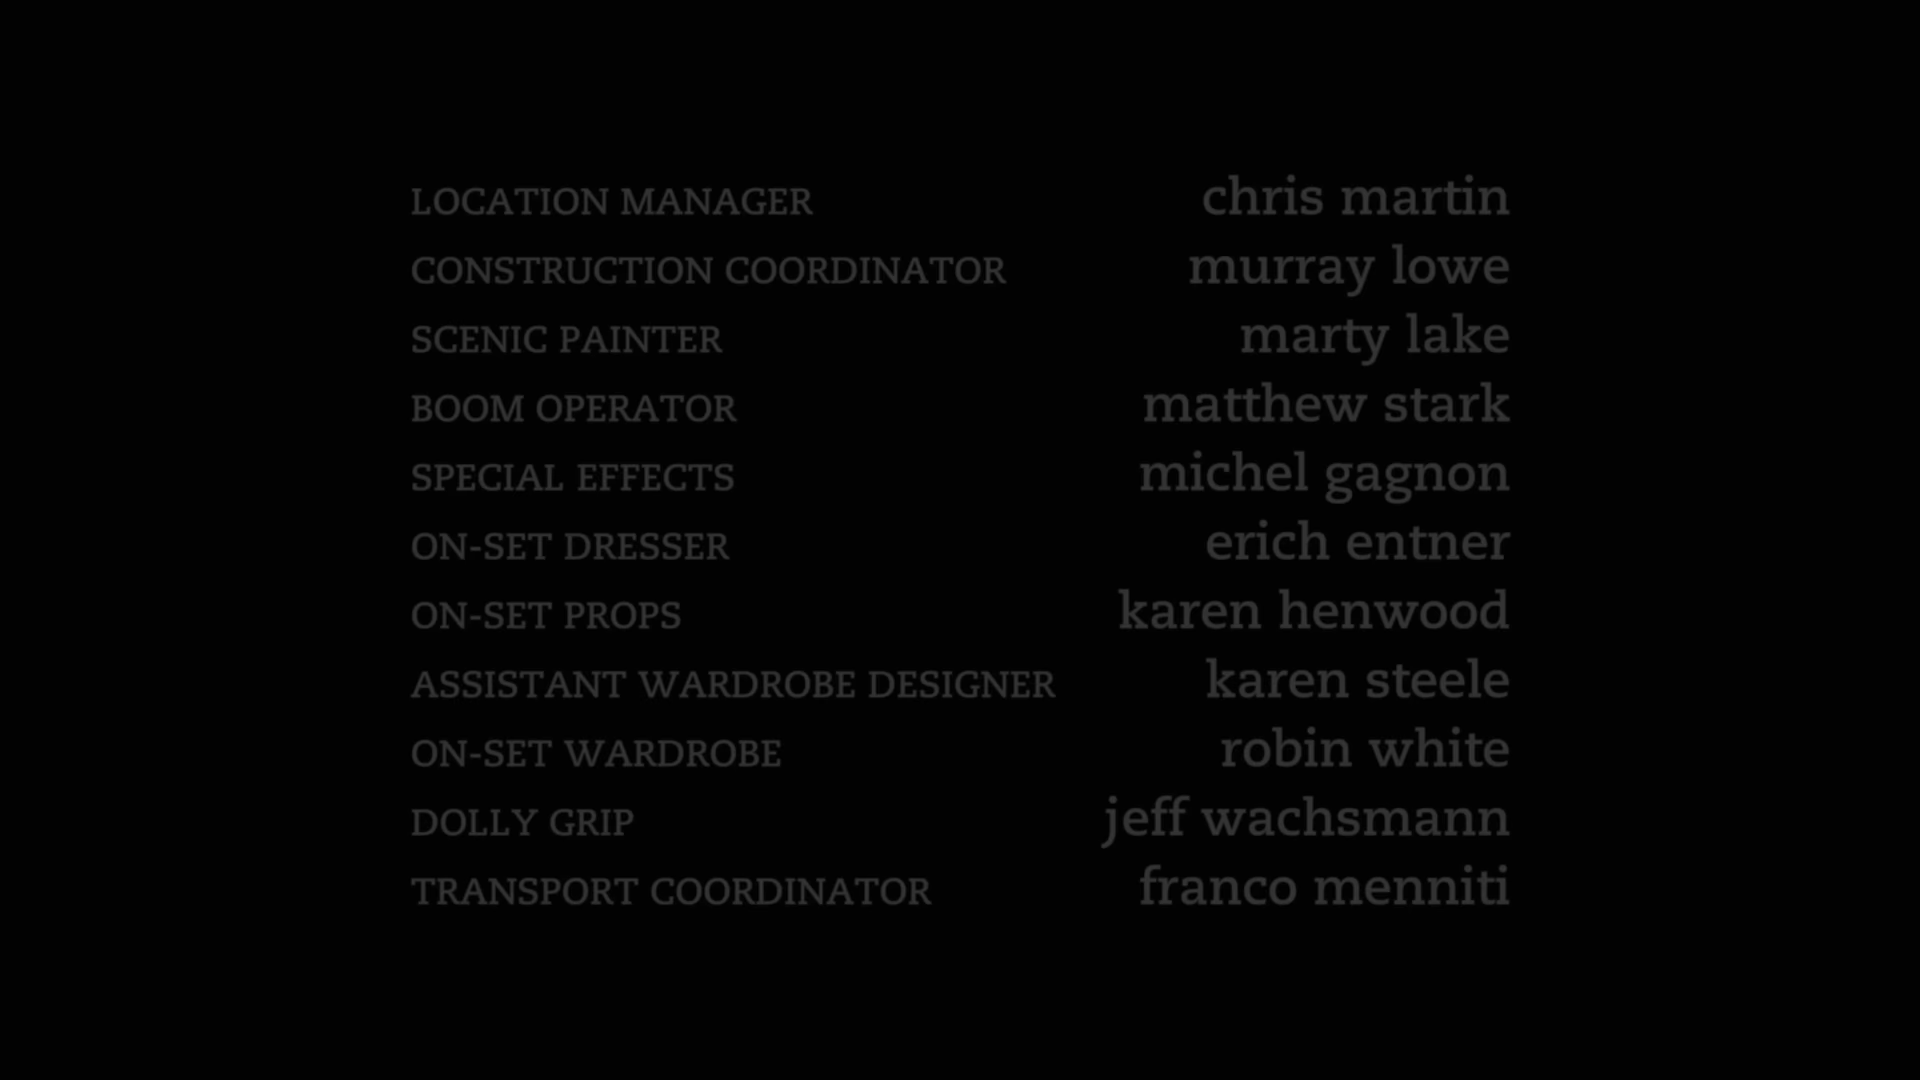 LOCATION MANAGER chris martin
CONSTRUCTION COORDINATOR murray lowe
SCENIC PAINTER marty lake
BOOM OPERATOR matthew stark
SPECIAL EFFECTS michel gagnon
ON-SET DRESSER erich entner
ON-SET PROPS karen henwood
ASSISTANT WARDROBE DESIGNER karen steele
ON-SET WARDROBE robin white
DOLLY GRIP jeff wachsmann
TRANSPORT COORDINATOR franco menniti